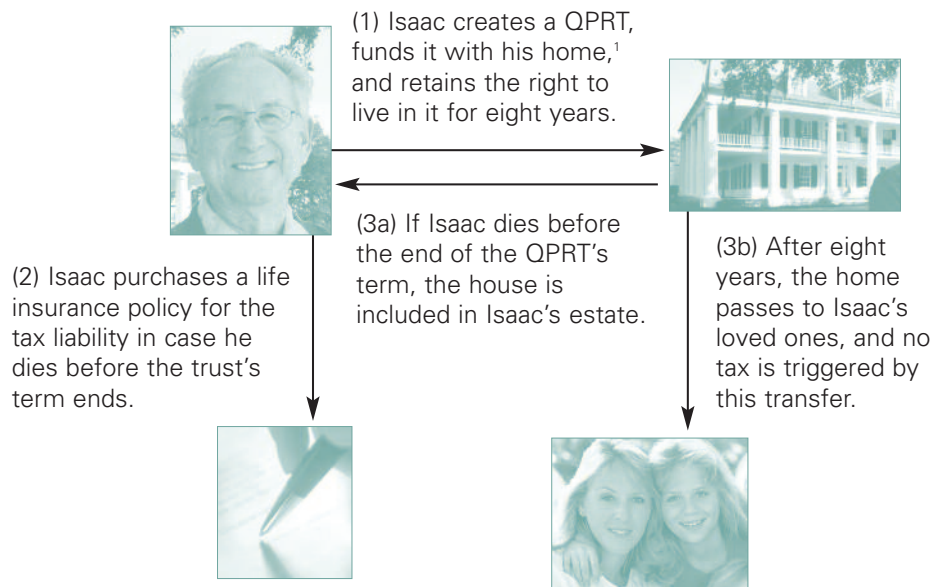 (1) Isaac creates a QPRT,
funds it with his home,¹
and retains the right to
live in it for eight years.
(3a) If Isaac dies before
the end of the QPRT’s
term, the house is
included in Isaac’s estate.
(2) Isaac purchases a life
insurance policy for the
tax liability in case he
dies before the trust’s
term ends.
(3b) After eight
years, the home
passes to Isaac’s
loved ones, and no
tax is triggered by
this transfer.